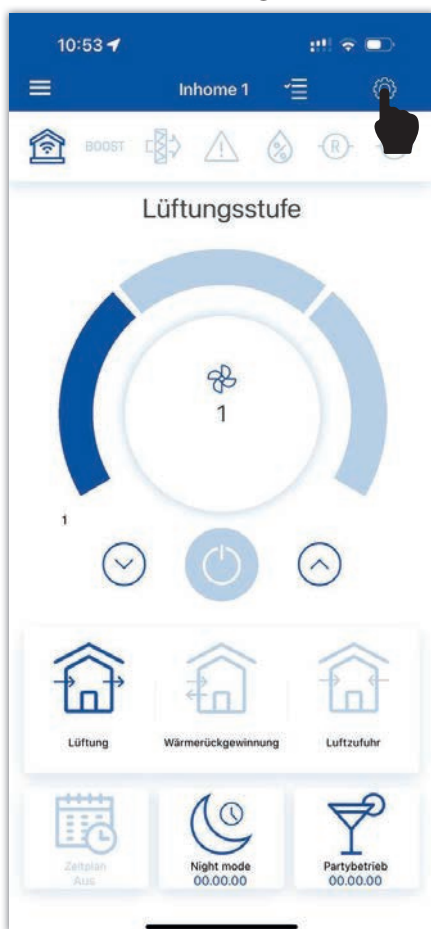 10:53
Inhome 1
BOOST
R
Lüftungsstufe
1
1
Lüftung Wärmerückgewinnung Luftzufuhr
Zeitplan Night mode Partybetrieb
Aus 00.00.00 00.00.00